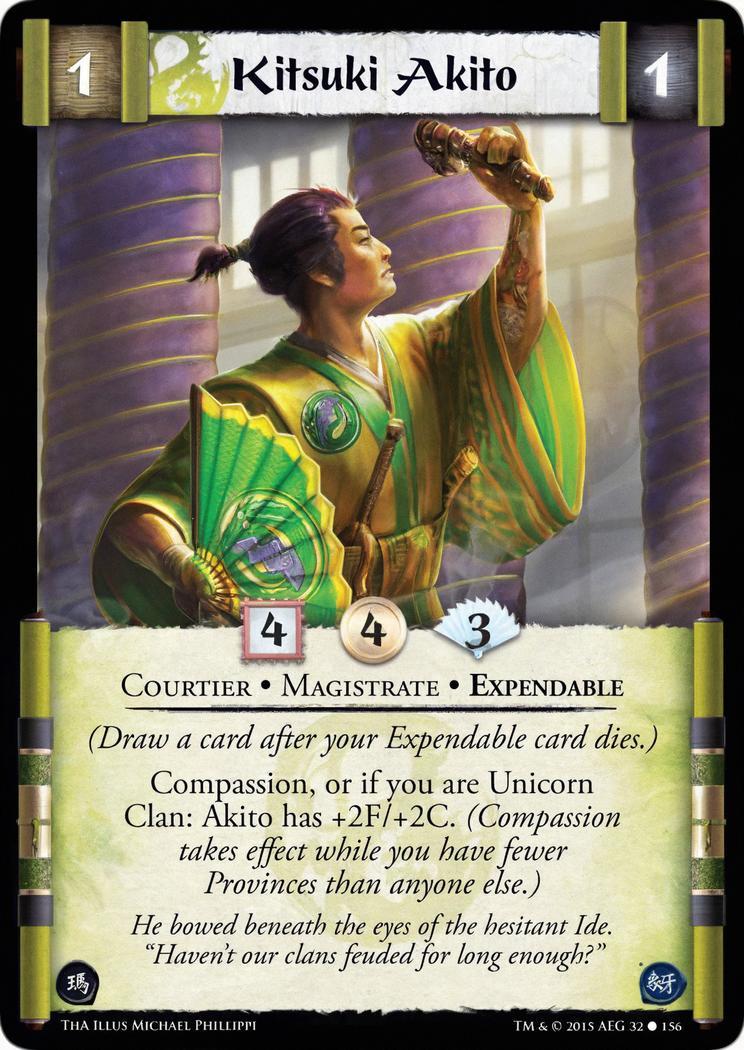 1
Kitsuki Akito
1
4
4
3
Courtier • Magistrate • Expendable
(Draw a card after your Expendable card dies.)
Compassion, or if you are Unicorn
Clan: Akito has +2F/+2C. (Compassion
takes effect while you have fewer
Provinces than anyone else.)
He bowed beneath the eyes of the hesitant Ide.
“Haven’t our clans feuded for long enough?”
瑪
ThA Illus Michael Phillippi
TM & © 2015 AEG 32 ● 156